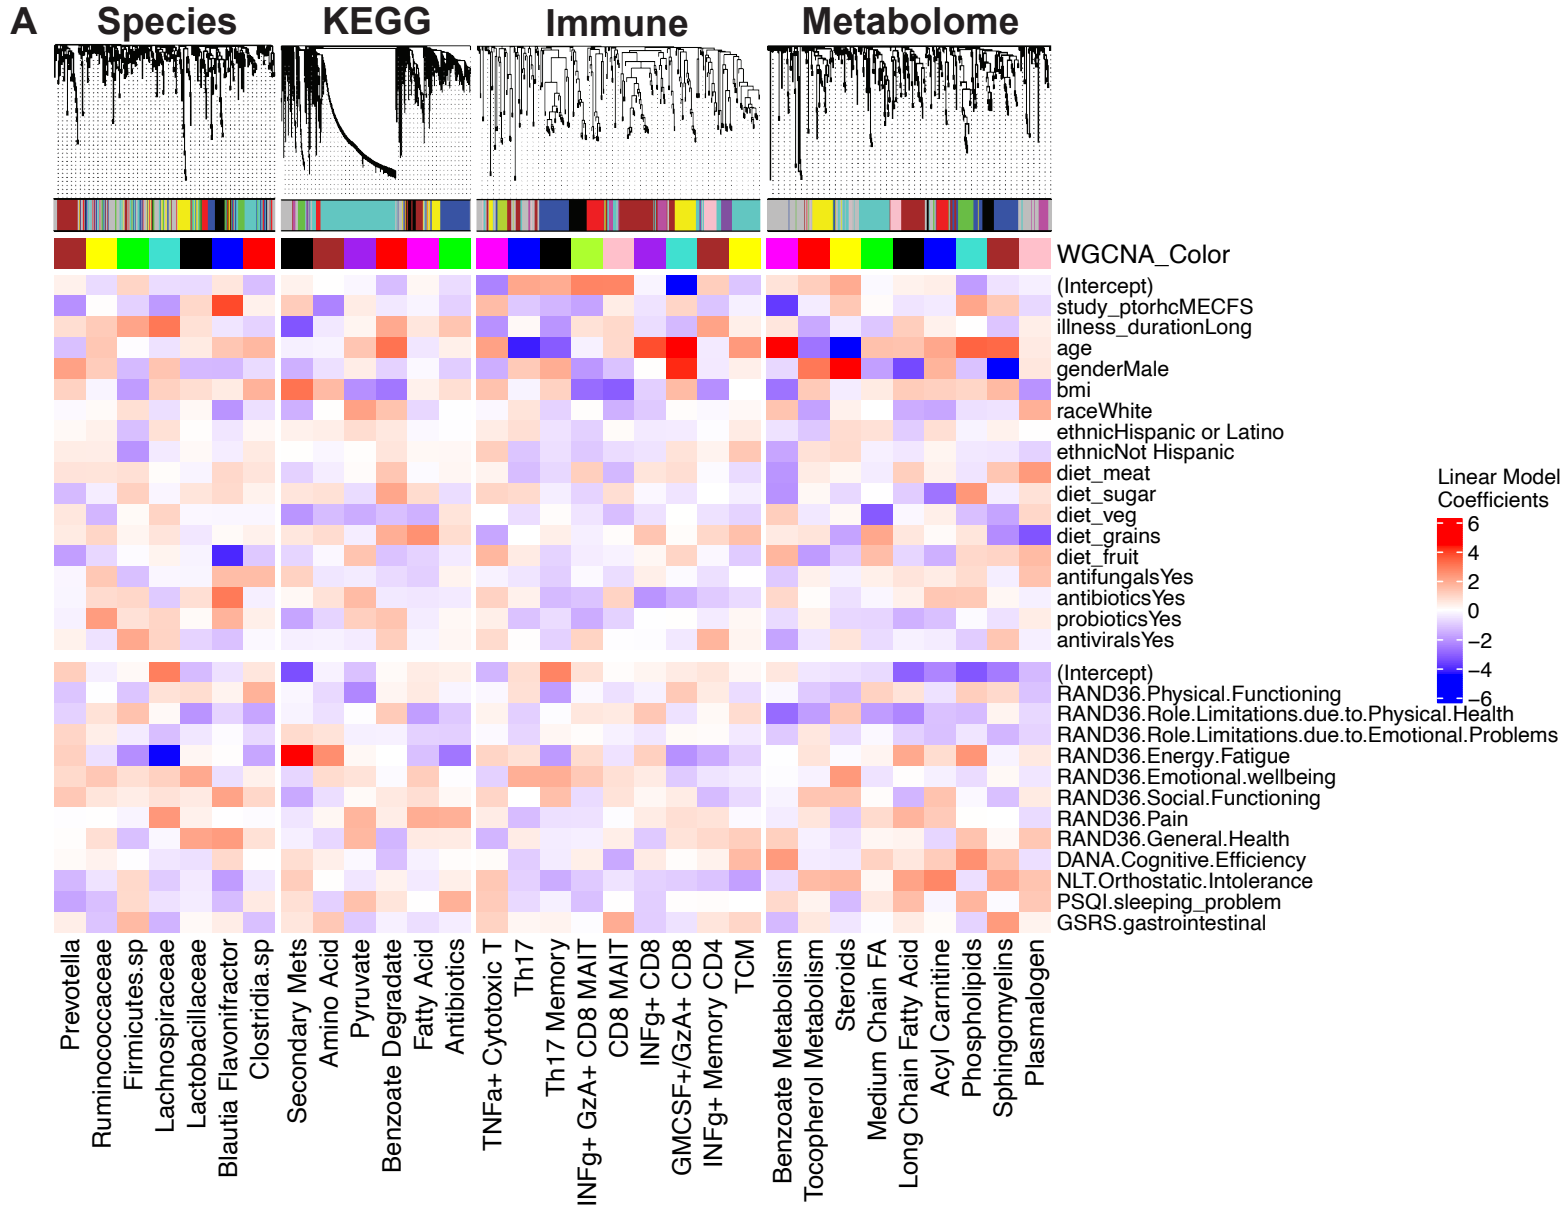 A
Species
KEGG
Immune
Metabolome
WGCNA_Color
(Intercept)
study_ptorhcMECFS
illness_durationLong
age
genderMale
bmi
raceWhite
ethnicHispanic or Latino
ethnicNot Hispanic
diet_meat
diet_sugar
diet_veg
diet_grains
diet_fruit
antifungalsYes
antibioticsYes
probioticsYes
antiviralsYes
(Intercept)
RAND36.Physical.Functioning
RAND36.Role.Limitations.due.to.Physical.Health
RAND36.Role.Limitations.due.to.Emotional.Problems
RAND36.Energy.Fatigue
RAND36.Emotional.wellbeing
RAND36.Social.Functioning
RAND36.Pain
RAND36.General.Health
DANA.Cognitive.Efficiency
NLT.Orthostatic.Intolerance
PSQI.sleeping_problem
GSRS.gastrointestinal
Linear Model
Coefficients
6
4
2
0
−2
−4
−6
Prevotella
Ruminococcaceae
Firmicutes.sp
Lachnospiraceae
Lactobacillaceae
Blautia Flavonifractor
Clostridia.sp
Secondary Mets
Amino Acid
Pyruvate
Benzoate Degradate
Fatty Acid
Antibiotics
TNFa+ Cytotoxic T
Th17
Th17 Memory
INFg+ GzA+ CD8 MAIT
CD8 MAIT
INFg+ CD8
GMCSF+/GzA+ CD8
INFg+ Memory CD4
TCM
Benzoate Metabolism
Tocopherol Metabolism
Steroids
Medium Chain FA
Long Chain Fatty Acid
Acyl Carnitine
Phospholipids
Sphingomyelins
Plasmalogen